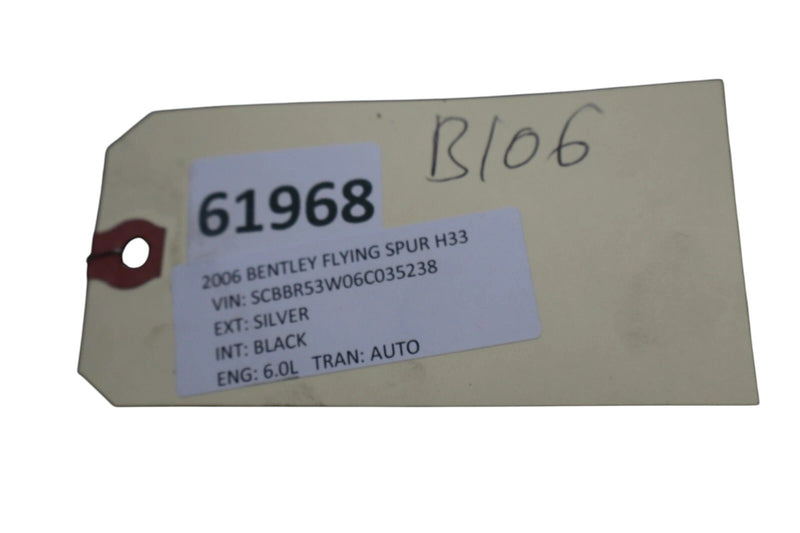 B106
61968
2006 BENTLEY FLYING SPUR H33
VIN: SCBBR53W06C035238
EXT: SILVER
INT: BLACK
ENG: 6.0L TRAN: AUTO